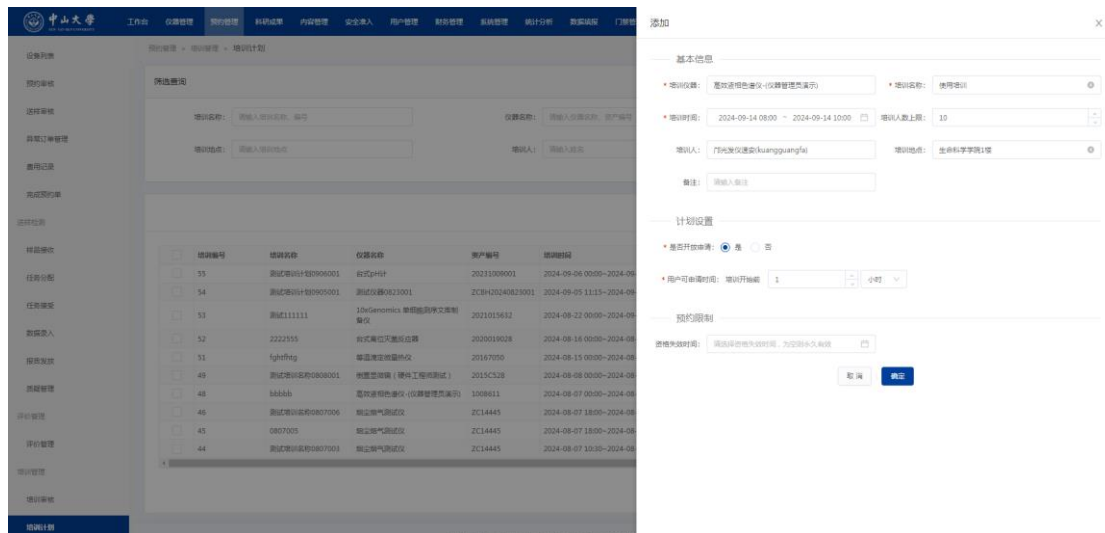 中山大學
工作台 仪器管理 预约管理 科研成果 内容管理 安全准入 用户管理 财务管理 系统管理 统计分析 数据填报 门禁管
设备列表
预约审核
送样审核
异常订单管理
费用记录
完成预约单
送样检测
样品接收
任务分配
任务接受
数据录入
报告发放
质疑管理
评价管理
评价管理
培训管理
培训审核
培训计划
预约管理 > 培训管理 > 培训计划
筛选查询
培训名称: 请输入培训名称、编号 仪器名称: 请输入仪器名称、资产编号
培训地点: 请输入培训地点 培训人: 请输入姓名
培训编号 培训名称 仪器名称 资产编号 培训时间
55 测试培训计划0906001 台式pH计 20231009001 2024-09-06 00:00~2024-09-
54 测试培训计划0905001 测试仪器0823001 ZCBH20240823001 2024-09-05 11:15~2024-09-
53 测试111111 10xGenomics 单细胞测序文库制备仪 2021015632 2024-08-22 00:00~2024-09-
52 2222555 台式高位灭菌反应器 2020019028 2024-08-16 00:00~2024-08-
51 fghtfhtg 等温滴定微量热仪 20167050 2024-08-15 00:00~2024-08-
49 测试培训名称0808001 倒置显微镜(硬件工程师测试) 2015C528 2024-08-08 00:00~2024-08-
48 bbbbb 高效液相色谱仪-(仪器管理员演示) 1008611 2024-08-07 00:00~2024-08-
46 测试培训名称0807006 烟尘烟气测试仪 ZC14445 2024-08-07 18:00~2024-08-
45 0807005 烟尘烟气测试仪 ZC14445 2024-08-07 18:00~2024-08-
44 测试培训名称0807003 烟尘烟气测试仪 ZC14445 2024-08-07 10:30~2024-08-
添加
基本信息
* 培训仪器: 高效液相色谱仪-(仪器管理员演示) * 培训名称: 使用培训
* 培训时间: 2024-09-14 08:00 ~ 2024-09-14 10:00 培训人数上限: 10
培训人: (kuangguangfa) 培训地点: 生命科学学院1楼
备注: 请输入备注
计划设置
* 是否开放申请: 是 否
* 用户可申请时间: 培训开始前 1 小时
预约限制
资格失效时间: 请选择资格失效时间,为空则永久有效
取 消 确定